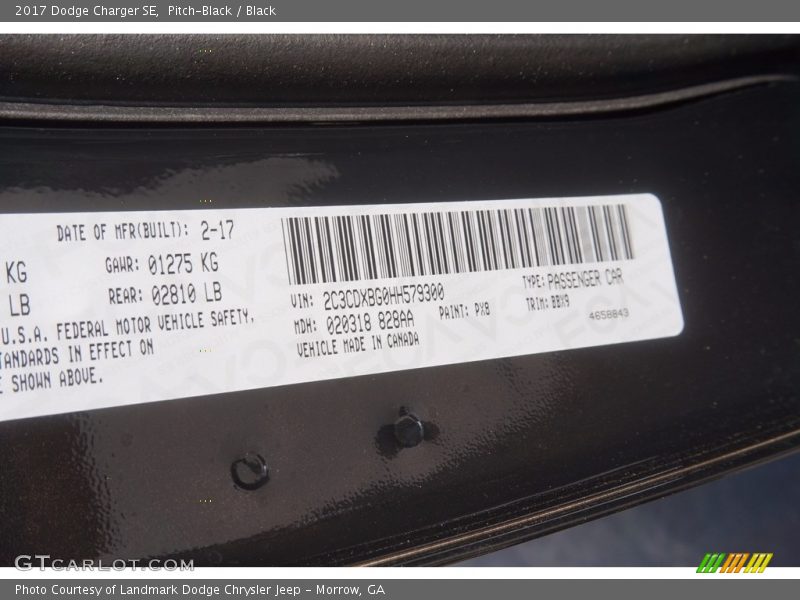 2017 Dodge Charger SE,  Pitch-Black / Black
DATE OF MFR(BUILT): 2-17
KG GAWR: 01275 KG
LB REAR: 02810 LB
U.S.A. FEDERAL MOTOR VEHICLE SAFETY,
TANDARDS IN EFFECT ON
E SHOWN ABOVE.
VIN: 2C3CDXBG0HH579300
TYPE: PASSENGER CAR
MDH: 020318 828AA
PAINT: PX8
TRIM: BBX9
VEHICLE MADE IN CANADA
4658843
GTCARLOT.COM
Photo Courtesy of Landmark Dodge Chrysler Jeep - Morrow, GA